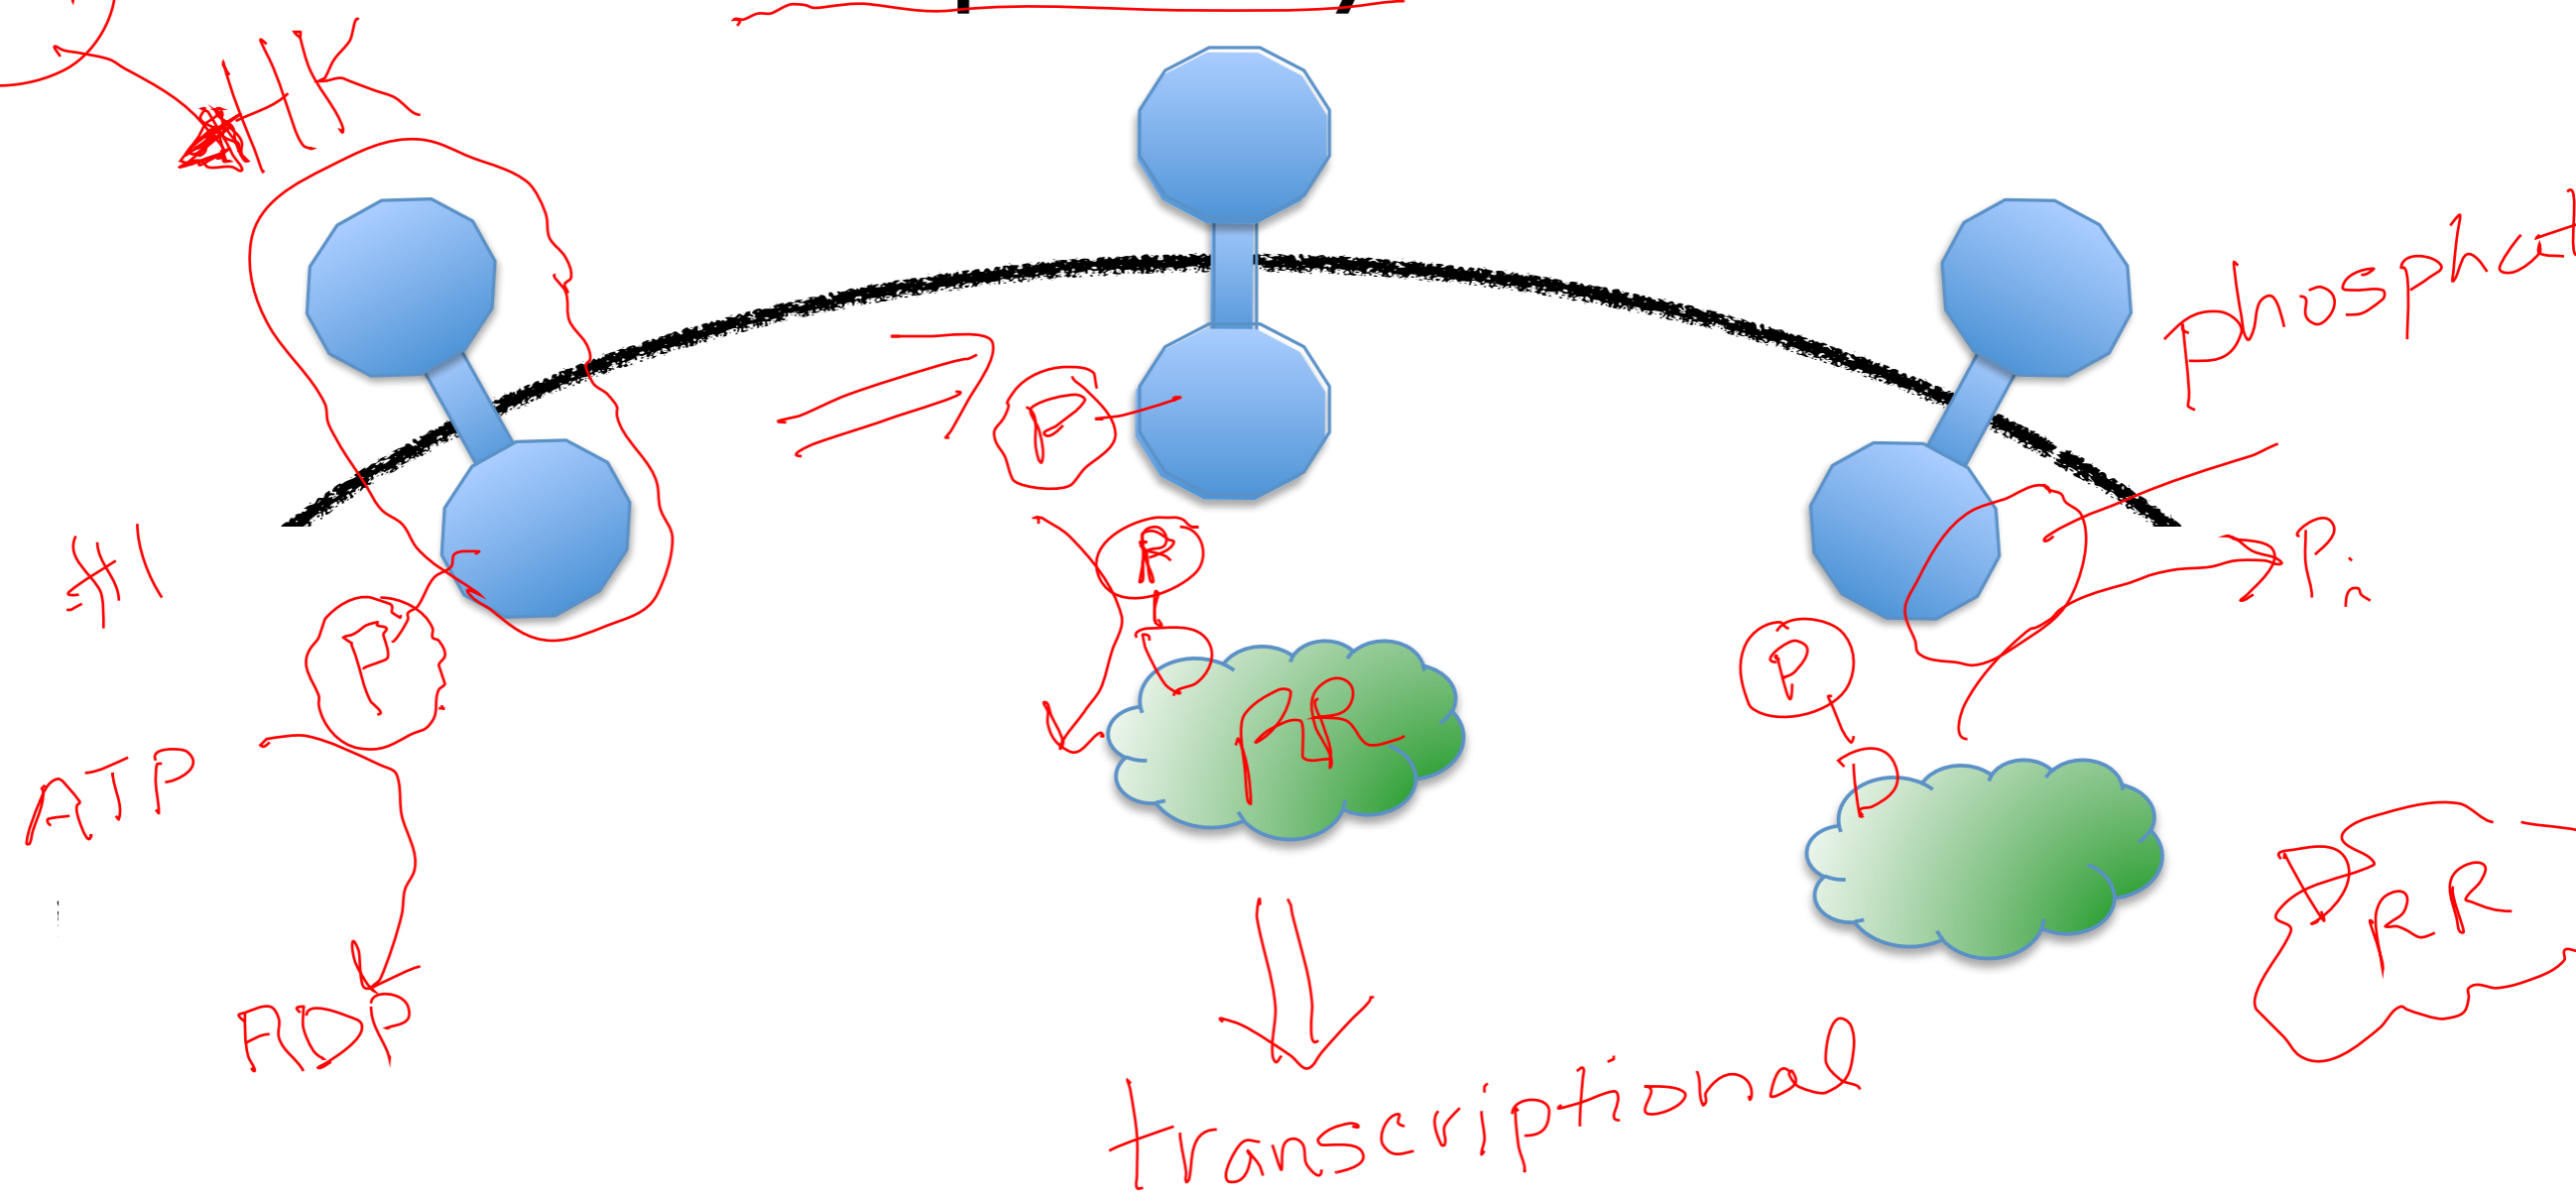 HK
phosphat
P
#1
P
R
Pi
P
D
RR
D
ATP
D
RR
ADP
transcriptional